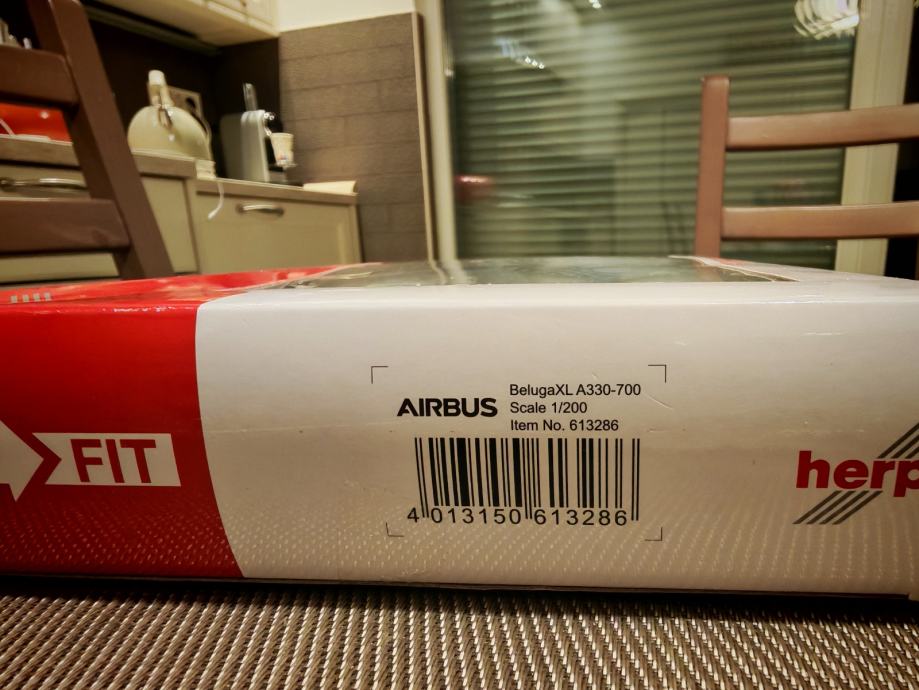 FIT
AIRBUS
BelugaXL A330-700
Scale 1/200
Item No. 613286
4 013150 613286
herp